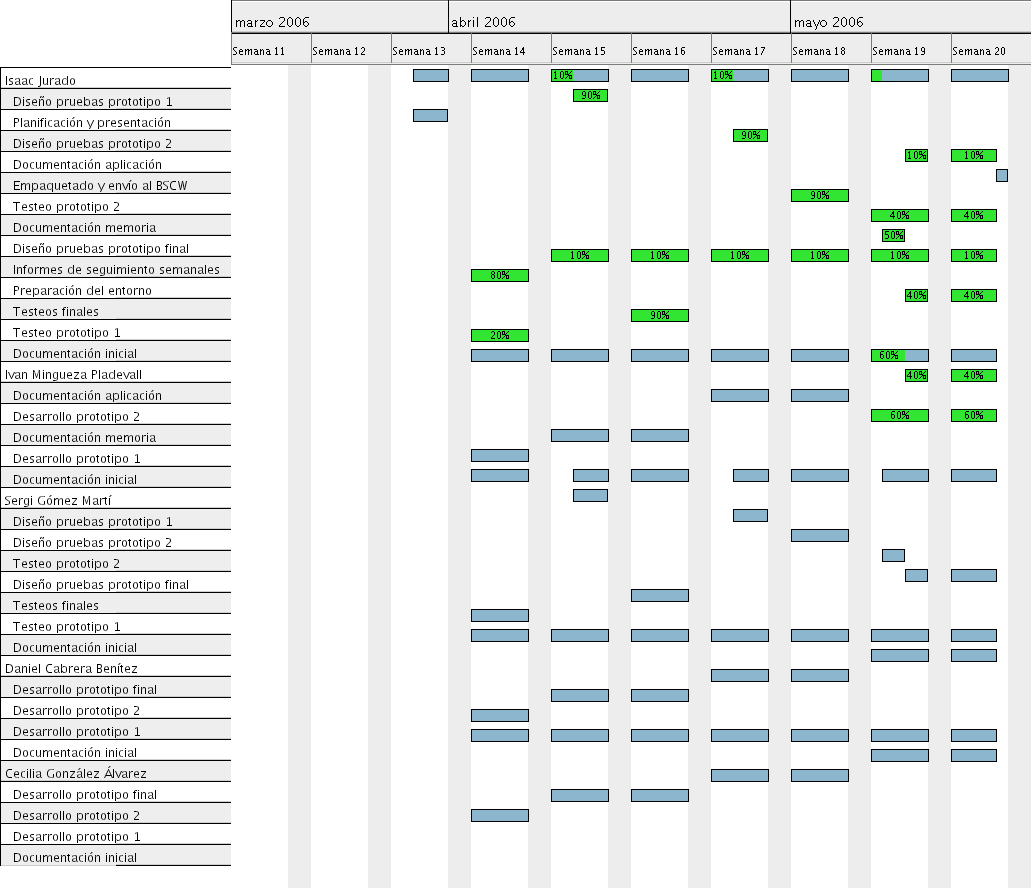 marzo 2006 abril 2006 mayo 2006
Semana 11 Semana 12 Semana 13 Semana 14 Semana 15 Semana 16 Semana 17 Semana 18 Semana 19 Semana 20
Isaac Jurado 10% 10%
Diseño pruebas prototipo 1 90%
Planificación y presentación
Diseño pruebas prototipo 2 90%
Documentación aplicación 10% 10%
Empaquetado y envío al BSCW
Testeo prototipo 2 90%
Documentación memoria 40% 40%
Diseño pruebas prototipo final 50%
Informes de seguimiento semanales 10% 10% 10% 10% 10% 10%
Preparación del entorno 80%
Testeos finales 40% 40%
Testeo prototipo 1 90%
Documentación inicial 20%
Ivan Mingueza Pladevall 60%
Documentación aplicación 40% 40%
Desarrollo prototipo 2
Documentación memoria 60% 60%
Desarrollo prototipo 1
Documentación inicial
Sergi Gómez Martí
Diseño pruebas prototipo 1
Diseño pruebas prototipo 2
Testeo prototipo 2
Diseño pruebas prototipo final
Testeos finales
Testeo prototipo 1
Documentación inicial
Daniel Cabrera Benítez
Desarrollo prototipo final
Desarrollo prototipo 2
Desarrollo prototipo 1
Documentación inicial
Cecilia González Álvarez
Desarrollo prototipo final
Desarrollo prototipo 2
Desarrollo prototipo 1
Documentación inicial